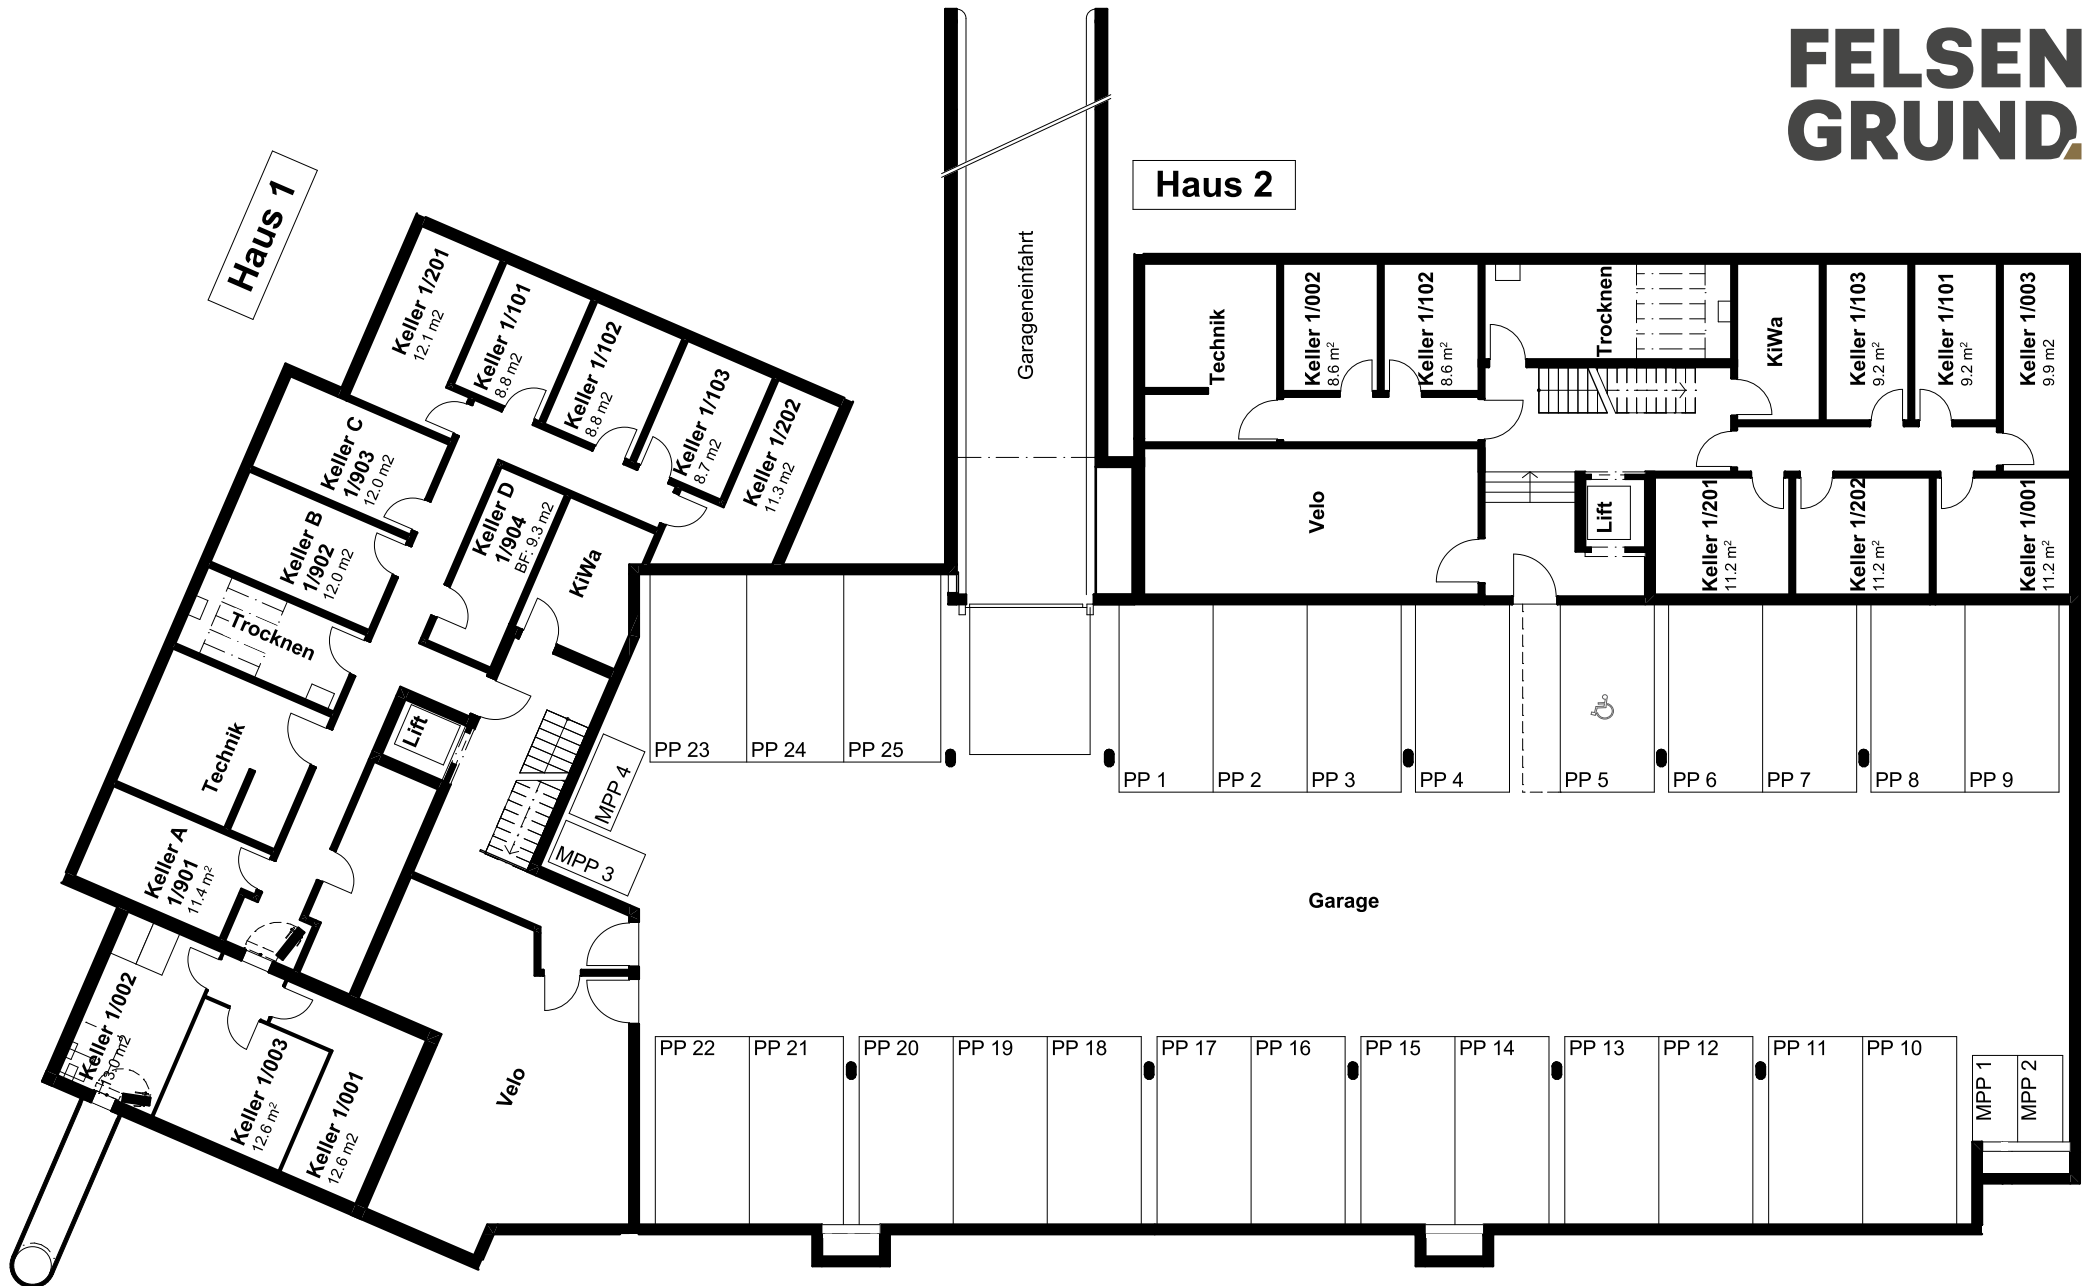 FELSEN
GRUND
Haus 1
Haus 2
Garageneinfahrt
Keller 1/201
12.1 m2
Keller 1/101
8.8 m2
Keller 1/102
8.8 m2
Keller 1/103
8.7 m2
Keller 1/202
11.3 m2
Keller C
1/903
12.0 m2
Keller B
1/902
12.0 m2
Keller D
1/904
BF: 9.3 m2
KiWa
Trocknen
Technik
Lift
Keller A
1/901
11.4 m²
Keller 1/002
13.0 m2
Keller 1/003
12.6 m²
Keller 1/001
12.6 m2
Velo
Technik
Keller 1/002
8.6 m²
Keller 1/102
8.6 m²
Trocknen
KiWa
Keller 1/103
9.2 m²
Keller 1/101
9.2 m²
Keller 1/003
9.9 m2
Velo
Lift
Keller 1/201
11.2 m²
Keller 1/202
11.2 m²
Keller 1/001
11.2 m²
PP 23
PP 24
PP 25
PP 1
PP 2
PP 3
PP 4
PP 5
PP 6
PP 7
PP 8
PP 9
MPP 4
MPP 3
Garage
PP 22
PP 21
PP 20
PP 19
PP 18
PP 17
PP 16
PP 15
PP 14
PP 13
PP 12
PP 11
PP 10
MPP 1
MPP 2